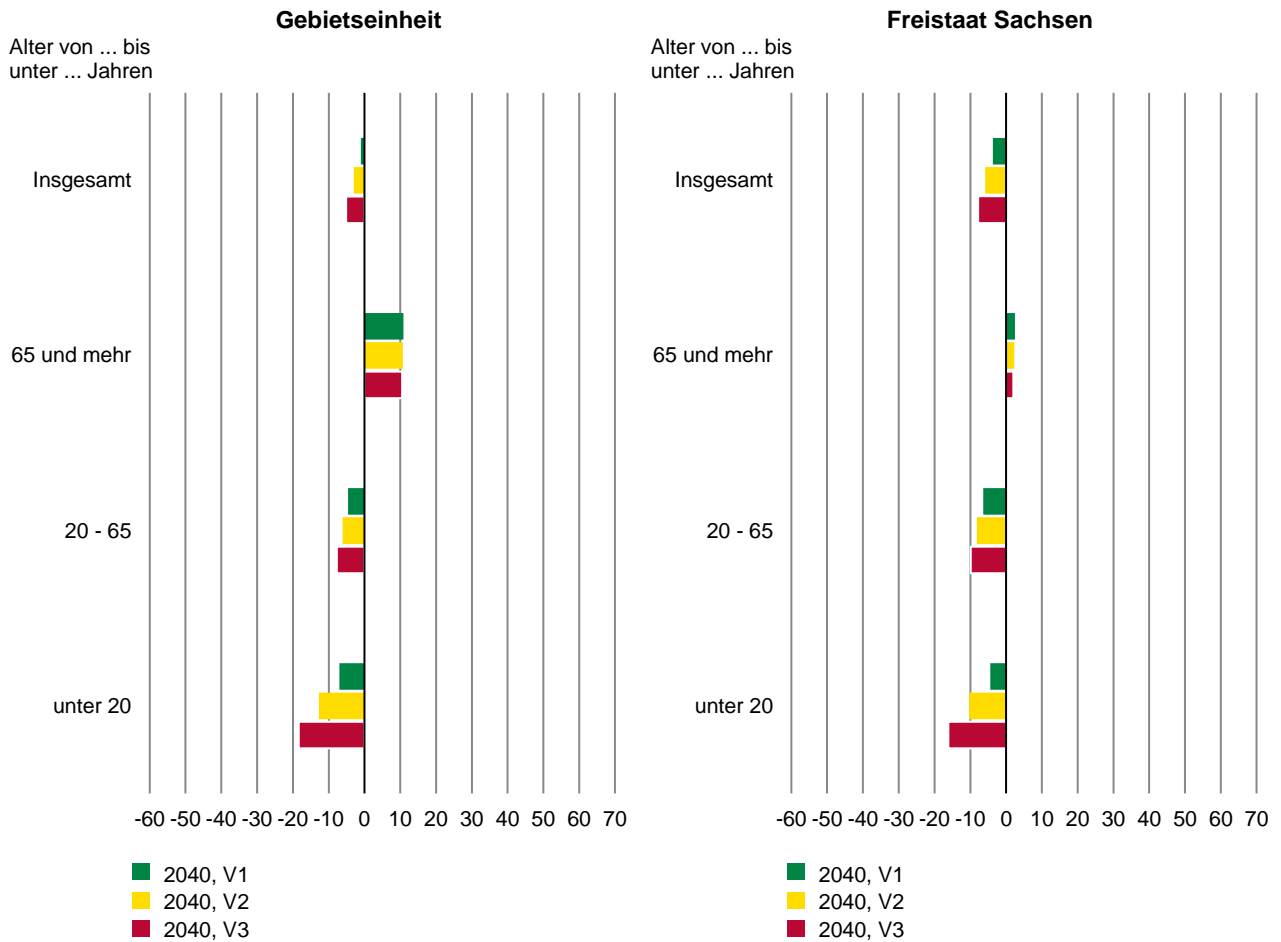 Gebietseinheit
Alter von ... bis
unter ... Jahren
Insgesamt
65 und mehr
20 - 65
unter 20
-60 -50 -40 -30 -20 -10 0 10 20 30 40 50 60 70
2040, V1
2040, V2
2040, V3
Freistaat Sachsen
Alter von ... bis
unter ... Jahren
Insgesamt
65 und mehr
20 - 65
unter 20
-60 -50 -40 -30 -20 -10 0 10 20 30 40 50 60 70
2040, V1
2040, V2
2040, V3